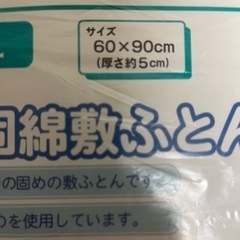 サイズ
60×90cm
(厚さ約5cm)
固綿敷ふとん
の固めの敷ふとんです。
のを使用しています。